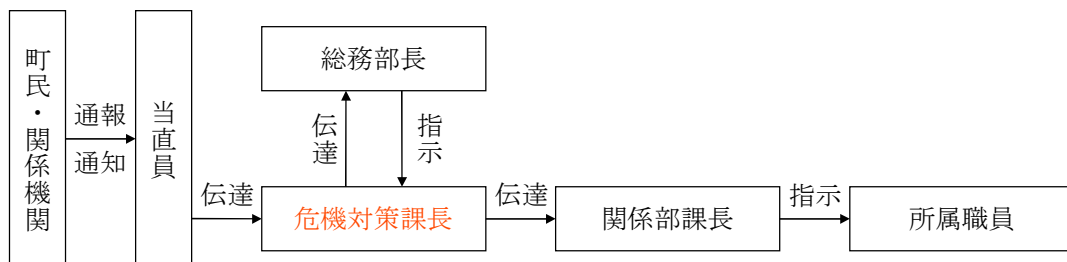 町民・関係機関
通報
通知
当直員
伝達
総務部長
伝達
指示
危機対策課長
伝達
関係部課長
指示
所属職員